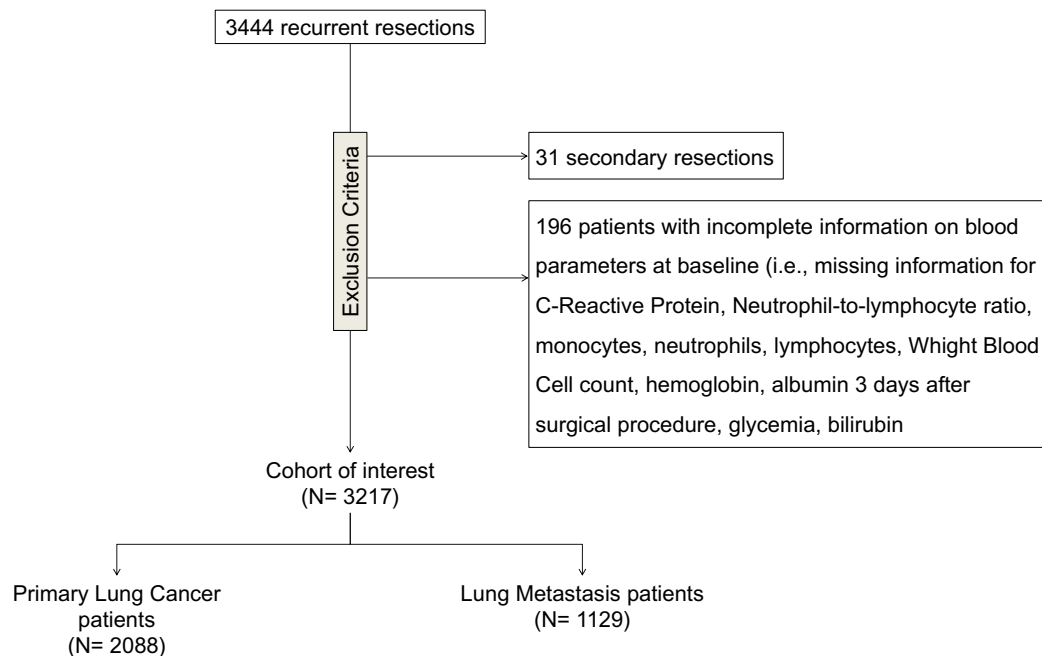 3444 recurrent resections
Exclusion Criteria
31 secondary resections
196 patients with incomplete information on blood
parameters at baseline (i.e., missing information for
C-Reactive Protein, Neutrophil-to-lymphocyte ratio,
monocytes, neutrophils, lymphocytes, Whight Blood
Cell count, hemoglobin, albumin 3 days after
surgical procedure, glycemia, bilirubin
Cohort of interest
(N= 3217)
Primary Lung Cancer
patients
(N= 2088)
Lung Metastasis patients
(N= 1129)